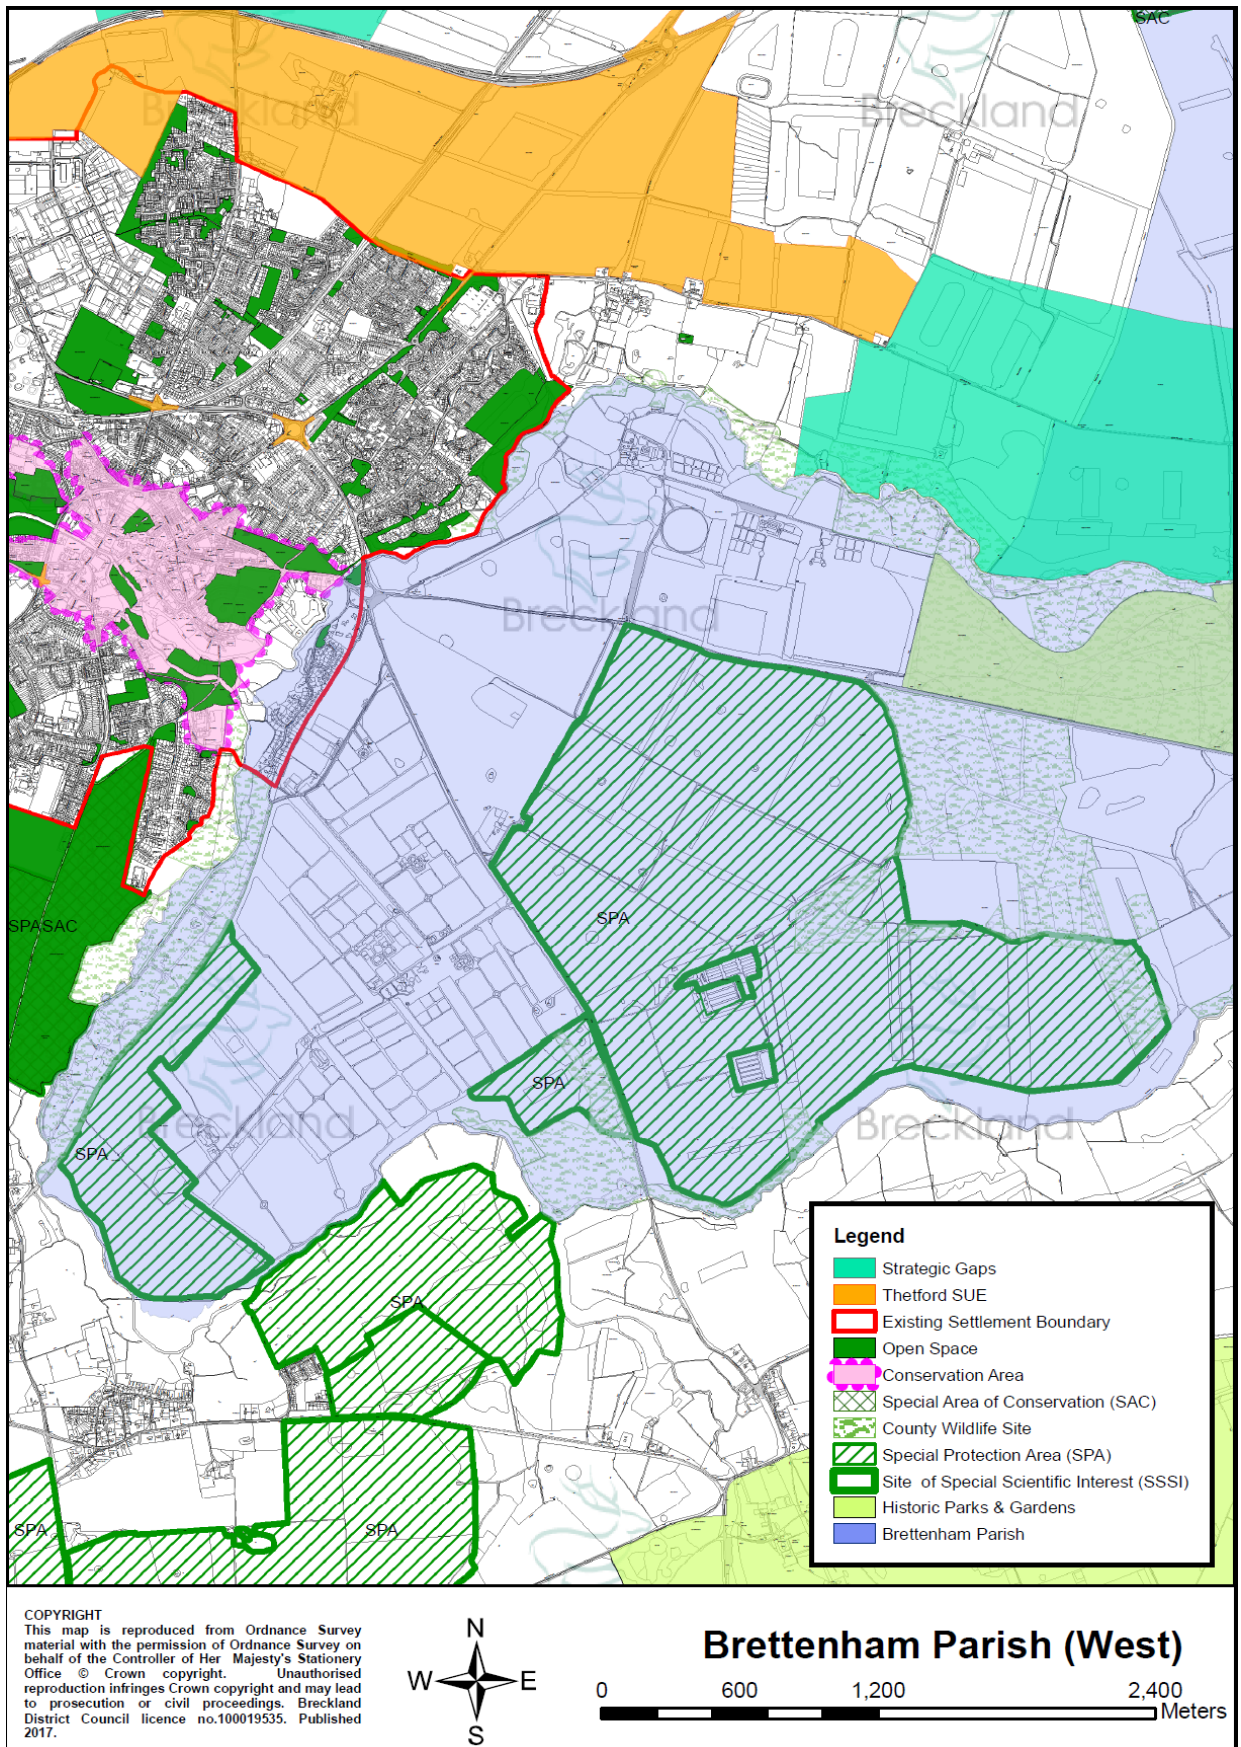 SAC
Breckland
Breckland
Breckland
SPASAC
SPA
SPA
Breckland
Breckland
SPA
SPA
SPA
SPA
Legend
Strategic Gaps
Thetford SUE
Existing Settlement Boundary
Open Space
Conservation Area
Special Area of Conservation (SAC)
County Wildlife Site
Special Protection Area (SPA)
Site of Special Scientific Interest (SSSI)
Historic Parks & Gardens
Brettenham Parish
COPYRIGHT
This map is reproduced from Ordnance Survey
material with the permission of Ordnance Survey on
behalf of the Controller of Her Majesty's Stationery
Office © Crown copyright. Unauthorised
reproduction infringes Crown copyright and may lead
to prosecution or civil proceedings. Breckland
District Council licence no.100019535. Published
2017.
N
W E
S
Brettenham Parish (West)
0 600 1,200 2,400
Meters